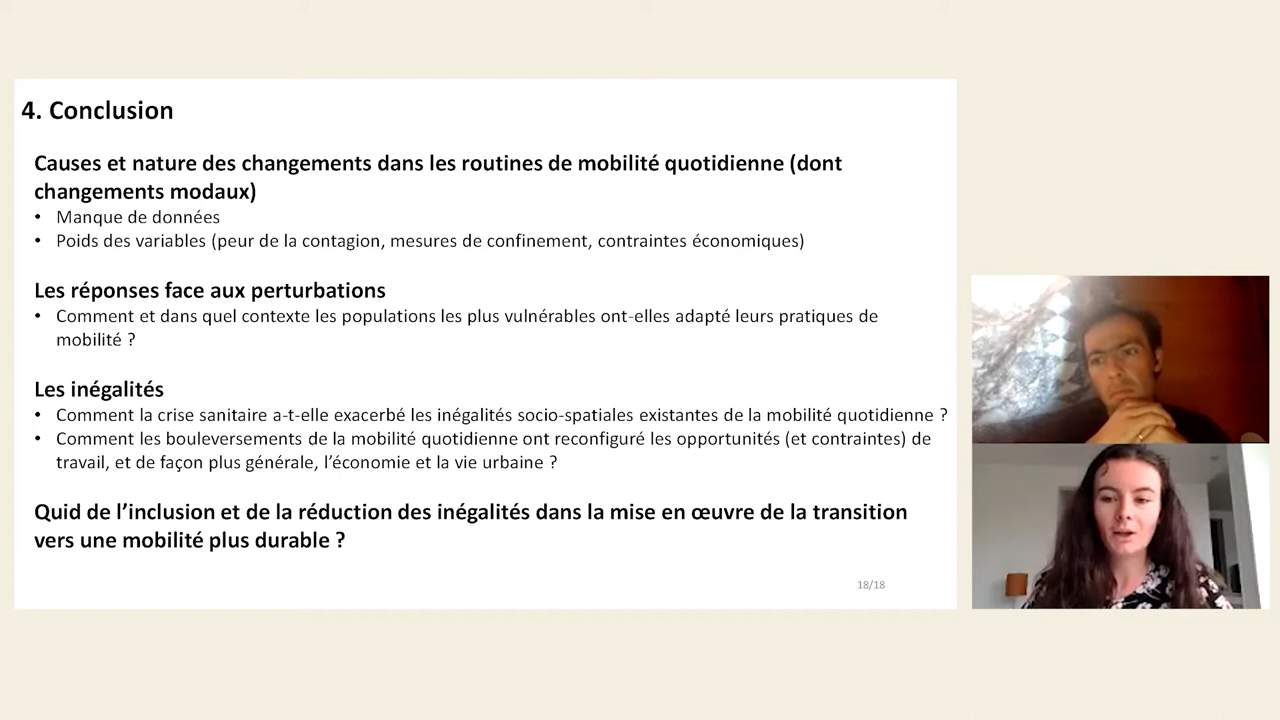 4. Conclusion
Causes et nature des changements dans les routines de mobilité quotidienne (dont
changements modaux)
• Manque de données
• Poids des variables (peur de la contagion, mesures de confinement, contraintes économiques)
Les réponses face aux perturbations
• Comment et dans quel contexte les populations les plus vulnérables ont-elles adapté leurs pratiques de
mobilité ?
Les inégalités
• Comment la crise sanitaire a-t-elle exacerbé les inégalités socio-spatiales existantes de la mobilité quotidienne ?
• Comment les bouleversements de la mobilité quotidienne ont reconfiguré les opportunités (et contraintes) de
travail, et de façon plus générale, l’économie et la vie urbaine ?
Quid de l’inclusion et de la réduction des inégalités dans la mise en œuvre de la transition
vers une mobilité plus durable ?
18/18